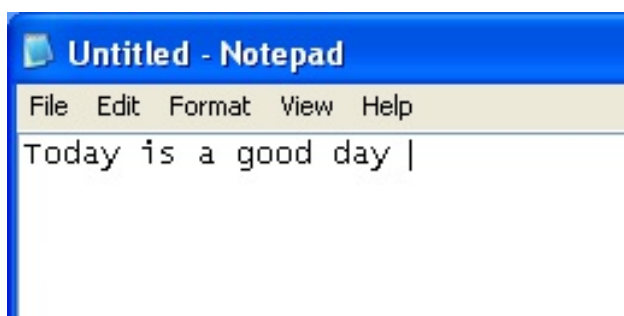 Untitled - Notepad
File Edit Format View Help
Today is a good day